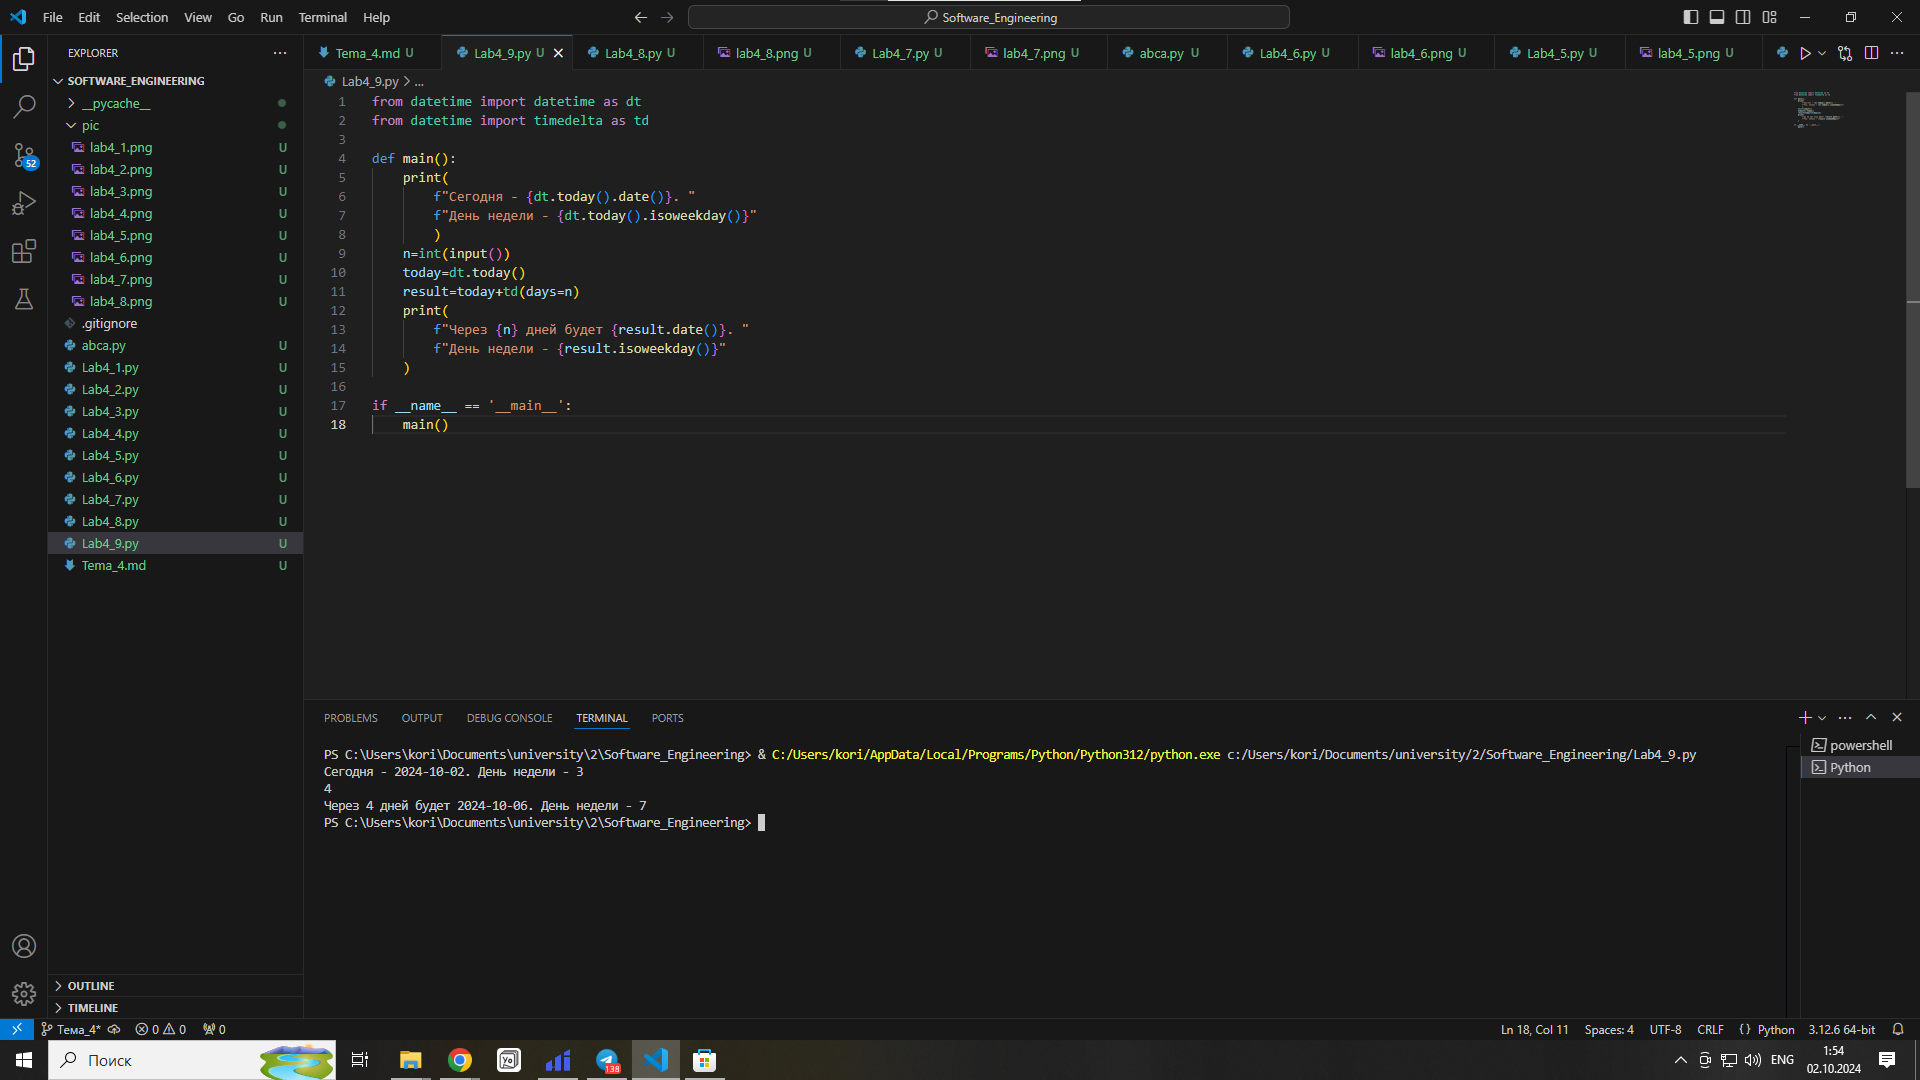 File Edit Selection View Go Run Terminal Help
Software_Engineering
EXPLORER
SOFTWARE_ENGINEERING
__pycache__
pic
lab4_1.png U
lab4_2.png U
lab4_3.png U
lab4_4.png U
lab4_5.png U
lab4_6.png U
lab4_7.png U
lab4_8.png U
.gitignore
abca.py U
Lab4_1.py U
Lab4_2.py U
Lab4_3.py U
Lab4_4.py U
Lab4_5.py U
Lab4_6.py U
Lab4_7.py U
Lab4_8.py U
Lab4_9.py U
Tema_4.md U
OUTLINE
TIMELINE
52
Tema_4.md U Lab4_9.py U Lab4_8.py U lab4_8.png U Lab4_7.py U lab4_7.png U abca.py U Lab4_6.py U lab4_6.png U Lab4_5.py U lab4_5.png U
Lab4_9.py > ...
1 from datetime import datetime as dt
2 from datetime import timedelta as td
3
4 def main():
5 print(
6 f"Сегодня - {dt.today().date()}. "
7 f"День недели - {dt.today().isoweekday()}"
8 )
9 n=int(input())
10 today=dt.today()
11 result=today+td(days=n)
12 print(
13 f"Через {n} дней будет {result.date()}. "
14 f"День недели - {result.isoweekday()}"
15 )
16
17 if __name__ == '__main__':
18 main()
PROBLEMS OUTPUT DEBUG CONSOLE TERMINAL PORTS
PS C:\Users\kori\Documents\university\2\Software_Engineering> & C:/Users/kori/AppData/Local/Programs/Python/Python312/python.exe c:/Users/kori/Documents/university/2/Software_Engineering/Lab4_9.py
Сегодня - 2024-10-02. День недели - 3
4
Через 4 дней будет 2024-10-06. День недели - 7
PS C:\Users\kori\Documents\university\2\Software_Engineering>
powershell
Python
Тема_4* 0 0 0
Ln 18, Col 11 Spaces: 4 UTF-8 CRLF {} Python 3.12.6 64-bit
Поиск
Yo
138
ENG
1:54
02.10.2024